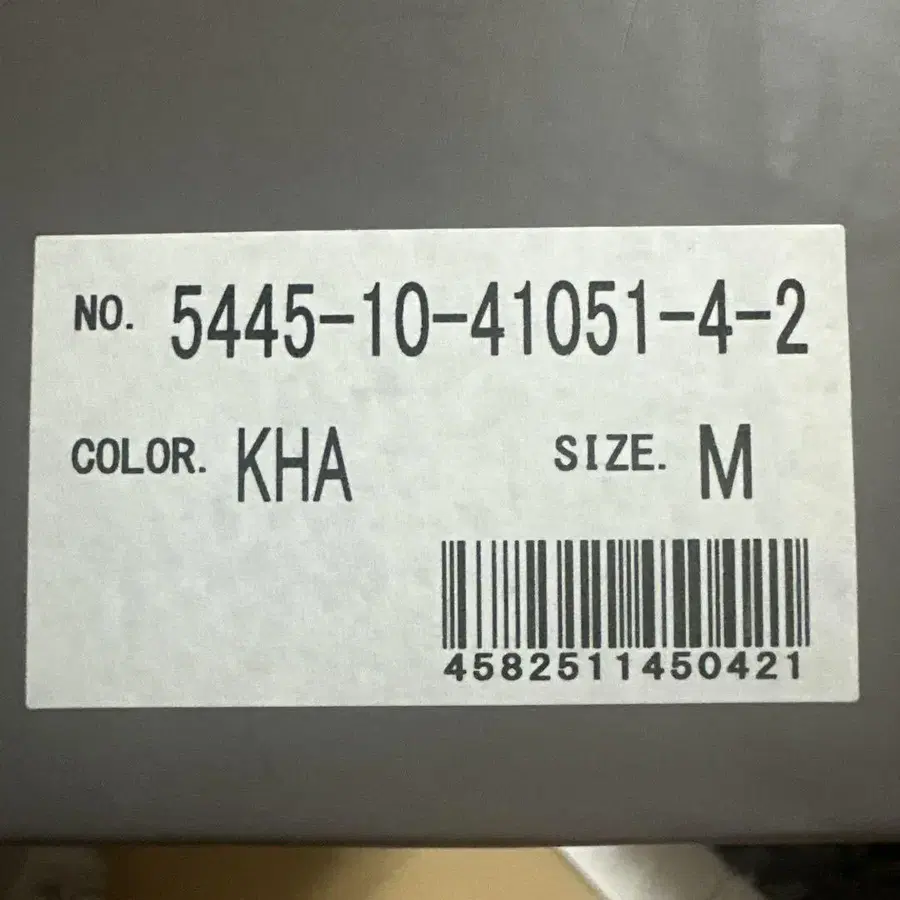 NO. 5445-10-41051-4-2
COLOR. KHA SIZE. M
4582511450421